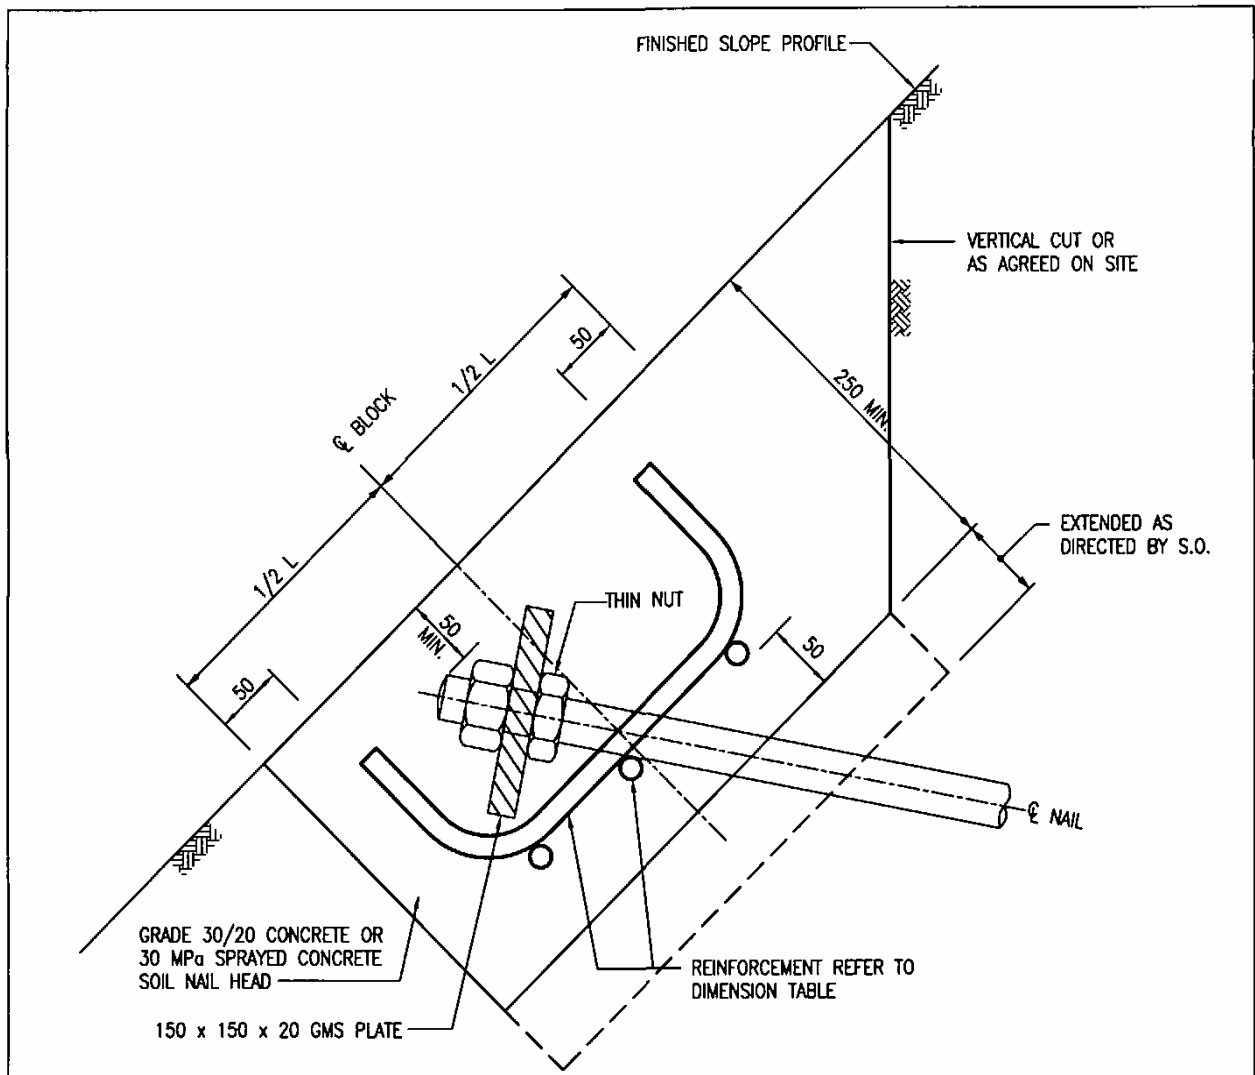 FINISHED SLOPE PROFILE
VERTICAL CUT OR
AS AGREED ON SITE
50
1/2 L
℄ BLOCK
250 MIN.
EXTENDED AS
DIRECTED BY S.O.
1/2 L
THIN NUT
50
MIN.
50
50
℄ NAIL
GRADE 30/20 CONCRETE OR
30 MPa SPRAYED CONCRETE
SOIL NAIL HEAD
REINFORCEMENT REFER TO
DIMENSION TABLE
150 x 150 x 20 GMS PLATE